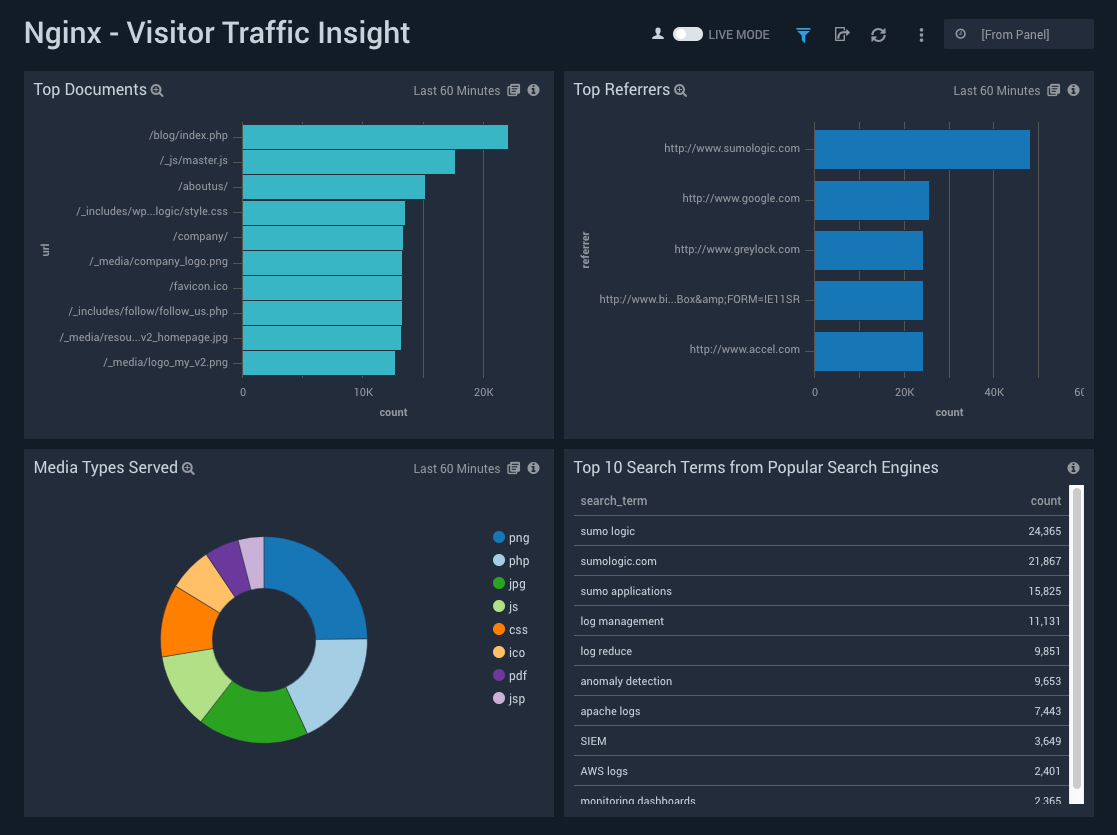 Nginx - Visitor Traffic Insight
LIVE MODE
[From Panel]
Top Documents
Last 60 Minutes
/blog/index.php
/_js/master.js
/aboutus/
/_includes/wp...logic/style.css
/company/
/_media/company_logo.png
/favicon.ico
/_includes/follow/follow_us.php
/_media/resou...v2_homepage.jpg
/_media/logo_my_v2.png
url
0 10K 20K
count
Top Referrers
Last 60 Minutes
http://www.sumologic.com
http://www.google.com
http://www.greylock.com
http://www.bi...Box&amp;FORM=IE11SR
http://www.accel.com
referrer
0 20K 40K
count
Media Types Served
Last 60 Minutes
png
php
jpg
js
css
ico
pdf
jsp
Top 10 Search Terms from Popular Search Engines
search_term count
sumo logic 24,365
sumologic.com 21,867
sumo applications 15,825
log management 11,131
log reduce 9,851
anomaly detection 9,653
apache logs 7,443
SIEM 3,649
AWS logs 2,401
monitoring dashboards 2,365